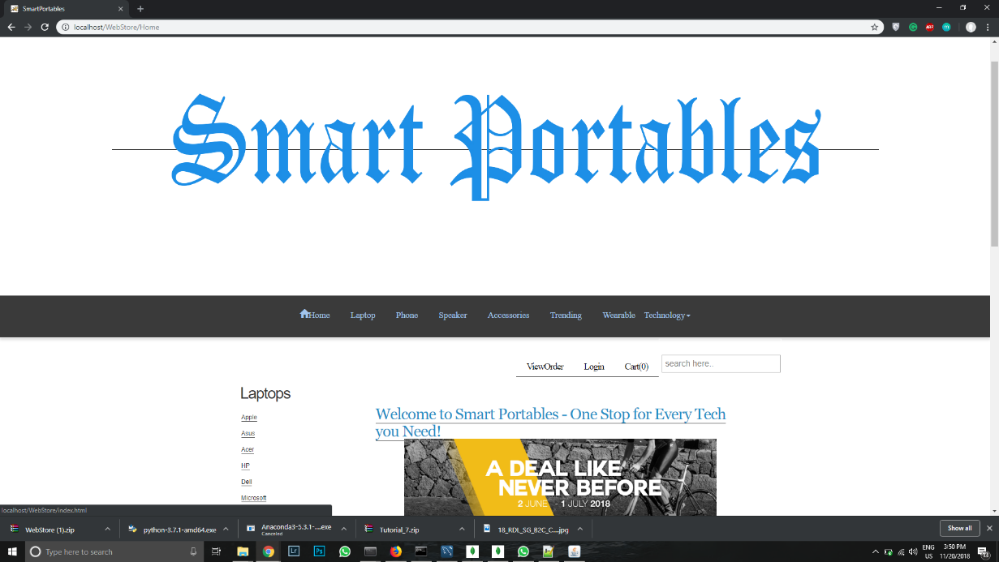 SmartPortables
localhost/WebStore/Home
ABP
m
Smart Portables
Home Laptop Phone Speaker Accessories Trending Wearable Technology
ViewOrder Login Cart(0) search here..
Laptops
Apple
Asus
Acer
HP
Dell
Microsoft
Welcome to Smart Portables - One Stop for Every Tech
you Need!
A DEAL LIKE
NEVER BEFORE
2 JUNE - 1 JULY 2018
localhost/WebStore/index.html
WebStore (1).zip
python-3.7.1-amd64.exe
Anaconda3-5.3.1-....exe
Canceled
Tutorial_7.zip
18_RDL_SG_B2C_C....jpg
Show all
Type here to search
Lr
Ps
ENG
US
3:50 PM
11/20/2018
13